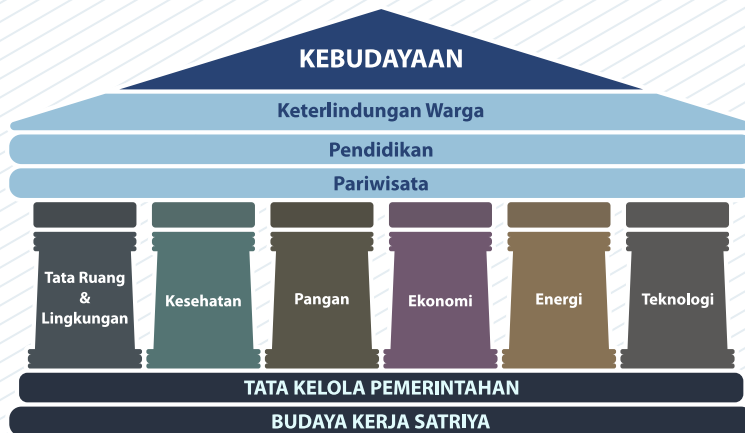 KEBUDAYAAN
Keterlindungan Warga
Pendidikan
Pariwisata
Tata Ruang
&
Lingkungan
Kesehatan
Pangan
Ekonomi
Energi
Teknologi
TATA KELOLA PEMERINTAHAN
BUDAYA KERJA SATRIYA